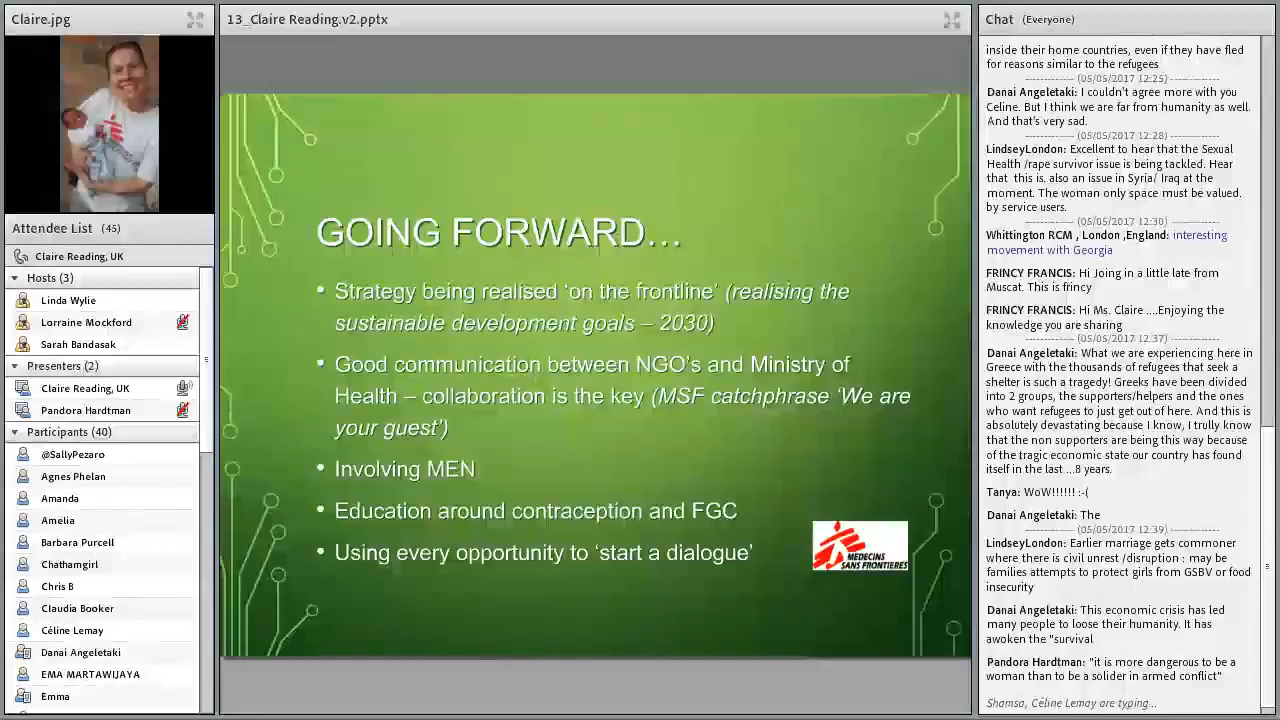 Claire.jpg
Attendee List (45)
Claire Reading, UK
Hosts (3)
Linda Wylie
Lorraine Mockford
Sarah Bandasak
Presenters (2)
Claire Reading, UK
Pandora Hardtman
Participants (40)
@SallyPezaro
Agnes Phelan
Amanda
Amelia
Barbara Purcell
Chathamgirl
Chris B
Claudia Booker
Céline Lemay
Danai Angeletaki
EMA MARTAWIJAYA
Emma
13_Claire Reading.v2.pptx
GOING FORWARD...
• Strategy being realised 'on the frontline' (realising the
sustainable development goals – 2030)
• Good communication between NGO's and Ministry of
Health – collaboration is the key (MSF catchphrase 'We are
your guest')
• Involving MEN
• Education around contraception and FGC
• Using every opportunity to 'start a dialogue'
MEDECINS
SANS FRONTIERES
Chat (Everyone)
inside their home countries, even if they have fled
for reasons similar to the refugees
------------- (05/05/2017 12:25) -------------
Danai Angeletaki: I couldn't agree more with you
Celine. But I think we are far from humanity as well.
And that's very sad.
------------- (05/05/2017 12:28) -------------
LindseyLondon: Excellent to hear that the Sexual
Health /rape survivor issue is being tackled. Hear
that this is, also an issue in Syria/ Iraq at the
moment. The woman only space must be valued.
by service users.
------------- (05/05/2017 12:30) -------------
Whittington RCM , London ,England: interesting
movement with Georgia
FRINCY FRANCIS: Hi Joing in a little late from
Muscat. This is frincy
FRINCY FRANCIS: Hi Ms. Claire ....Enjoying the
knowledge you are sharing
------------- (05/05/2017 12:37) -------------
Danai Angeletaki: What we are experiencing here in
Greece with the thousands of refugees that seek a
shelter is such a tragedy! Greeks have been divided
into 2 groups, the supporters/helpers and the ones
who want refugees to just get out of here. And this is
absolutely devastating because I know, I trully know
that the non supporters are being this way because
of the tragic economic state our country has found
itself in the last ....8 years.
Tanya: WoW!!!!!! :-(
Danai Angeletaki: The
------------- (05/05/2017 12:39) -------------
LindseyLondon: Earlier marriage gets commoner
where there is civil unrest /disruption : may be
families attempts to protect girls from GSBV or food
insecurity
Danai Angeletaki: This economic crisis has led
many people to loose their humanity. It has
awoken the "survival
Pandora Hardtman: "it is more dangerous to be a
woman than to be a solider in armed conflict"
Shamsa, Céline Lemay are typing...